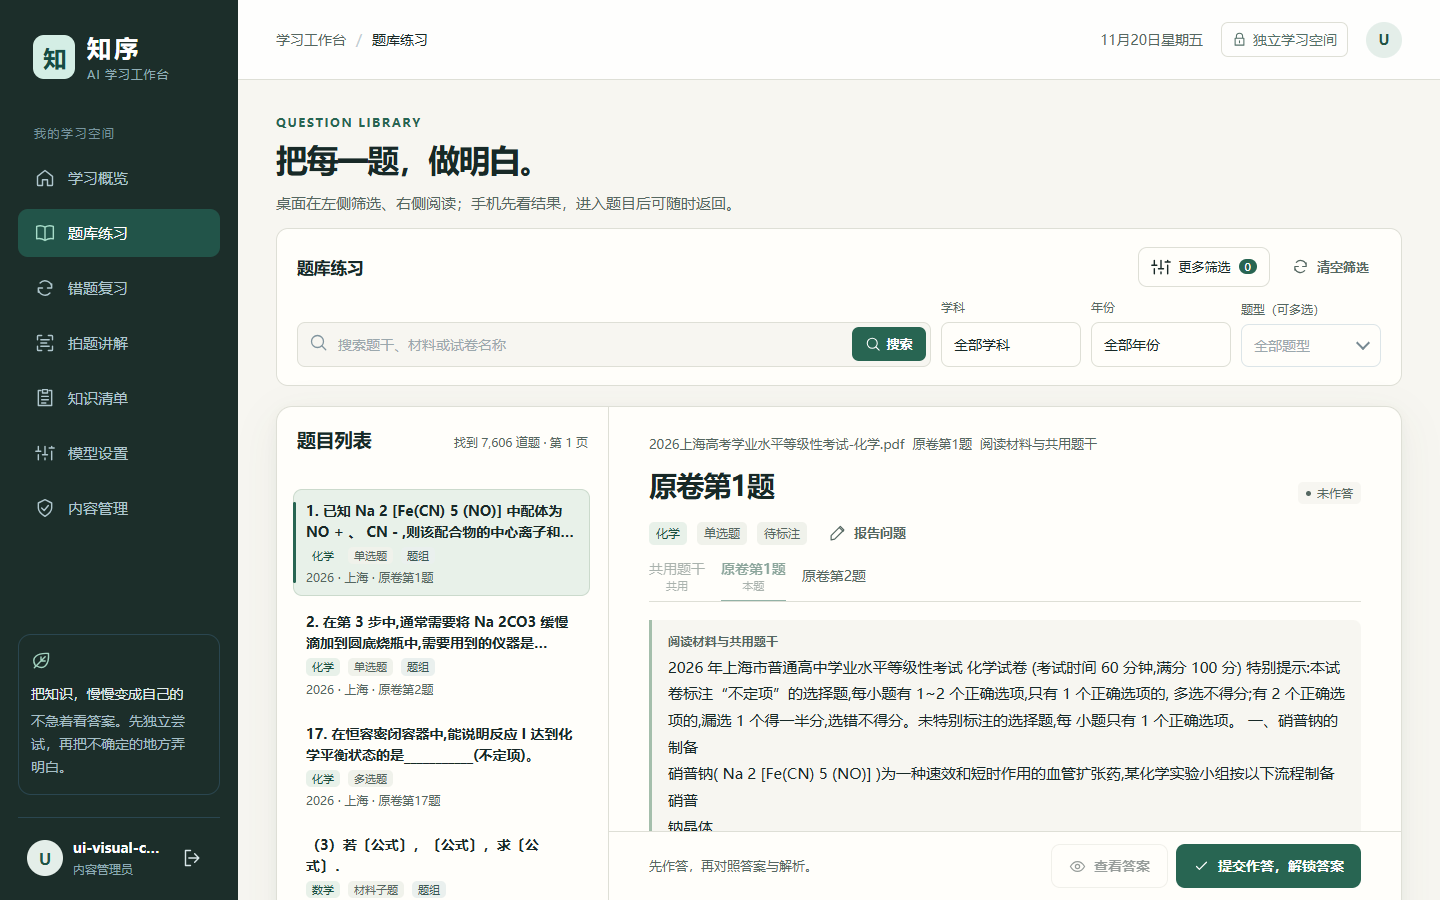 知
知序
AI 学习工作台
我的学习空间
学习概览
题库练习
错题复习
拍题讲解
知识清单
模型设置
内容管理
把知识，慢慢变成自己的
不急着看答案。先独立尝
试，再把不确定的地方弄
明白。
U
ui-visual-c...
内容管理员
学习工作台 / 题库练习
11月20日星期五
独立学习空间
U
QUESTION LIBRARY
把每一题，做明白。
桌面在左侧筛选、右侧阅读；手机先看结果，进入题目后可随时返回。
题库练习
更多筛选 0
清空筛选
搜索题干、材料或试卷名称
搜索
学科
全部学科
年份
全部年份
题型（可多选）
全部题型
题目列表
找到 7,606 道题 · 第 1 页
1. 已知 Na 2 [Fe(CN) 5 (NO)] 中配体为
NO + 、 CN - ,则该配合物的中心离子和...
化学 单选题 题组
2026 · 上海 · 原卷第1题
2. 在第 3 步中,通常需要将 Na 2CO3 缓慢
滴加到圆底烧瓶中,需要用到的仪器是...
化学 单选题 题组
2026 · 上海 · 原卷第2题
17. 在恒容密闭容器中,能说明反应 I 达到化
学平衡状态的是__________(不定项)。
化学 多选题
2026 · 上海 · 原卷第17题
（3）若〔公式〕，〔公式〕，求〔公
式〕.
数学 材料子题 题组
2026上海高考学业水平等级性考试-化学.pdf 原卷第1题 阅读材料与共用题干
原卷第1题
未作答
化学 单选题 待标注 报告问题
共用题干
共用
原卷第1题
本题
原卷第2题
阅读材料与共用题干
2026 年上海市普通高中学业水平等级性考试 化学试卷 (考试时间 60 分钟,满分 100 分) 特别提示:本试
卷标注“不定项”的选择题,每小题有 1~2 个正确选项,只有 1 个正确选项的, 多选不得分;有 2 个正确选
项的,漏选 1 个得一半分,选错不得分。未特别标注的选择题,每 小题只有 1 个正确选项。 一、硝普钠的
制备
硝普钠( Na 2 [Fe(CN) 5 (NO)] )为一种速效和短时作用的血管扩张药,某化学实验小组按以下流程制备
硝普
钠晶体
先作答，再对照答案与解析。
查看答案
提交作答，解锁答案